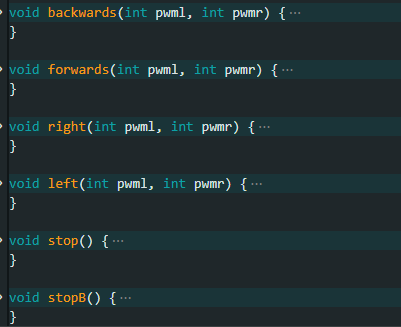 void backwards(int pwml, int pwmr) {···
}
void forwards(int pwml, int pwmr) {···
}
void right(int pwml, int pwmr) {···
}
void left(int pwml, int pwmr) {···
}
void stop() {···
}
void stopB() {···
}